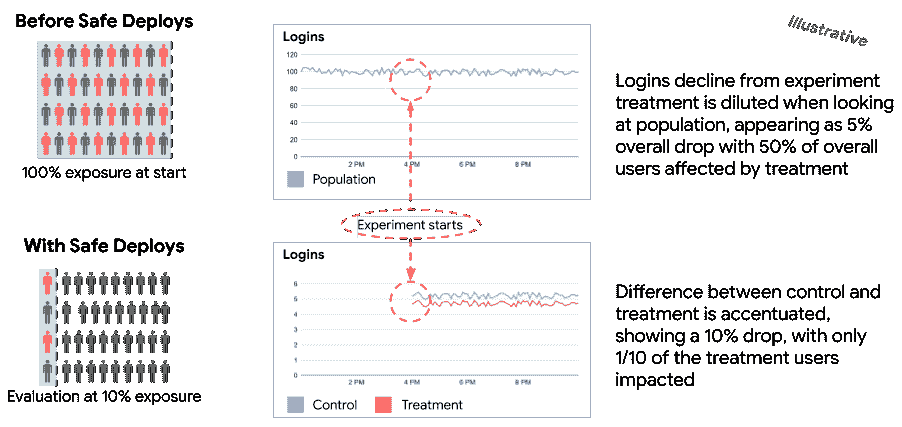 Before Safe Deploys
100% exposure at start
Logins
120
100
80
60
40
20
0
2 PM
4 PM
6 PM
8 PM
Population
Illustrative
Logins decline from experiment
treatment is diluted when looking
at population, appearing as 5%
overall drop with 50% of overall
users affected by treatment
Experiment starts
With Safe Deploys
Evaluation at 10% exposure
Logins
6
5
4
3
2
1
0
2 PM
4 PM
6 PM
8 PM
Control
Treatment
Difference between control and
treatment is accentuated,
showing a 10% drop, with only
1/10 of the treatment users
impacted